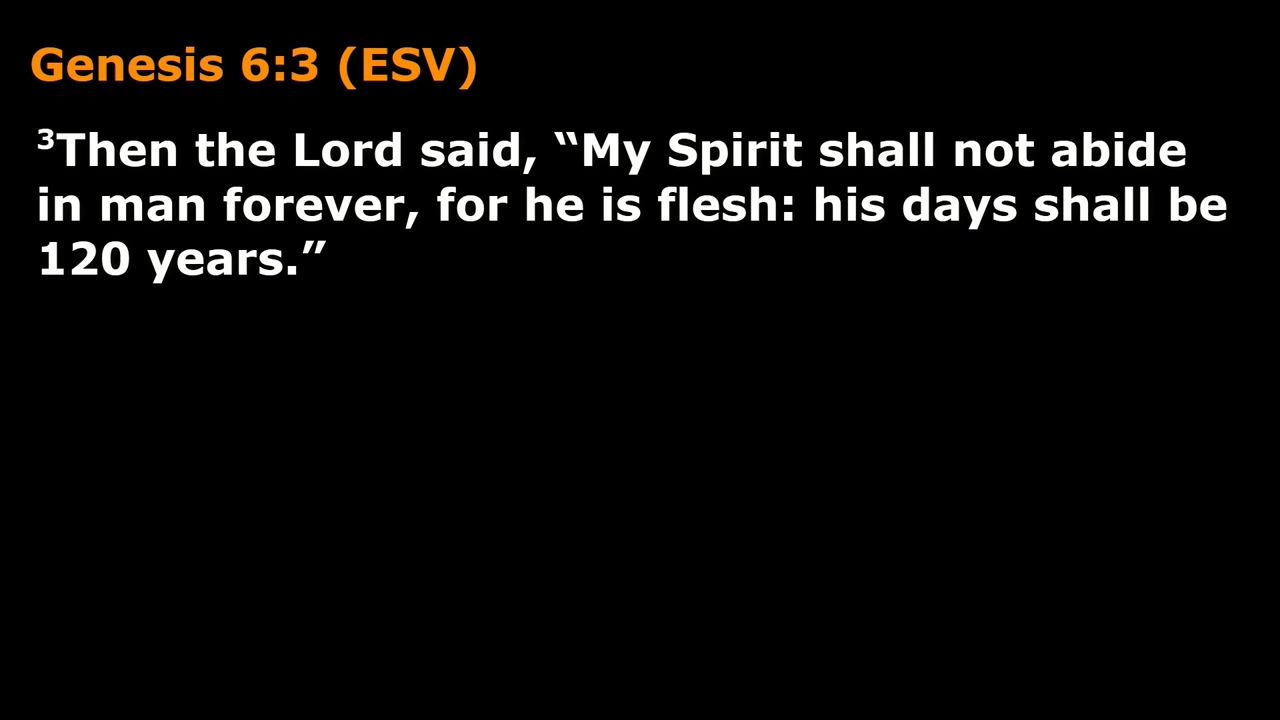 Genesis 6:3 (ESV)
³Then the Lord said, “My Spirit shall not abide
in man forever, for he is flesh: his days shall be
120 years.”